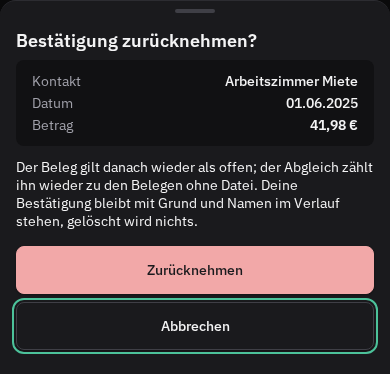 Bestätigung zurücknehmen?
Kontakt Arbeitszimmer Miete
Datum 01.06.2025
Betrag 41,98 €
Der Beleg gilt danach wieder als offen; der Abgleich zählt
ihn wieder zu den Belegen ohne Datei. Deine
Bestätigung bleibt mit Grund und Namen im Verlauf
stehen, gelöscht wird nichts.
Zurücknehmen
Abbrechen